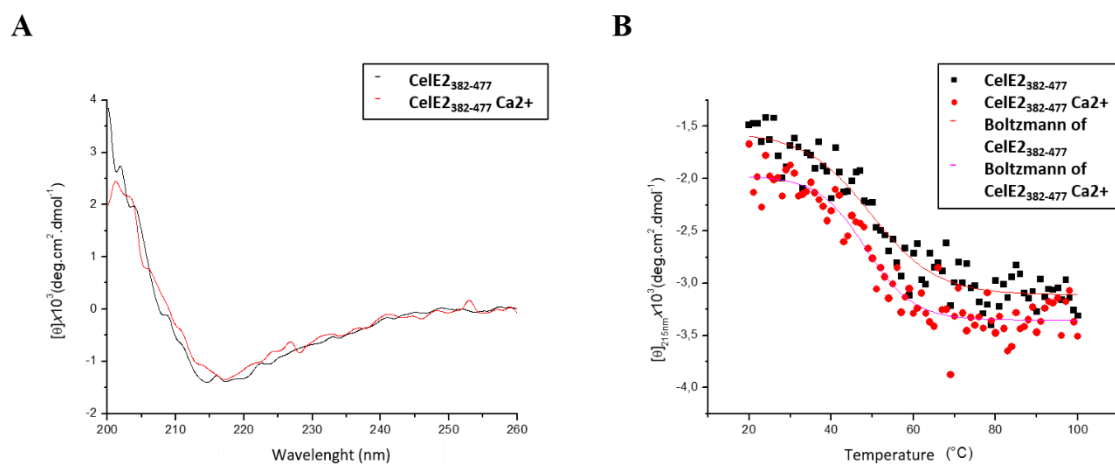 A
CelE2382-477
CelE2382-477 Ca2+
[θ]x10³(deg.cm².dmol⁻¹)
4
3
2
1
0
-1
-2
200
210
220
230
240
250
260
Wavelenght (nm)
B
CelE2382-477
CelE2382-477 Ca2+
Boltzmann of
CelE2382-477
Boltzmann of
CelE2382-477 Ca2+
[θ]215nmx10³(deg.cm².dmol⁻¹)
-1,5
-2,0
-2,5
-3,0
-3,5
-4,0
20
40
60
80
100
Temperature (°C)